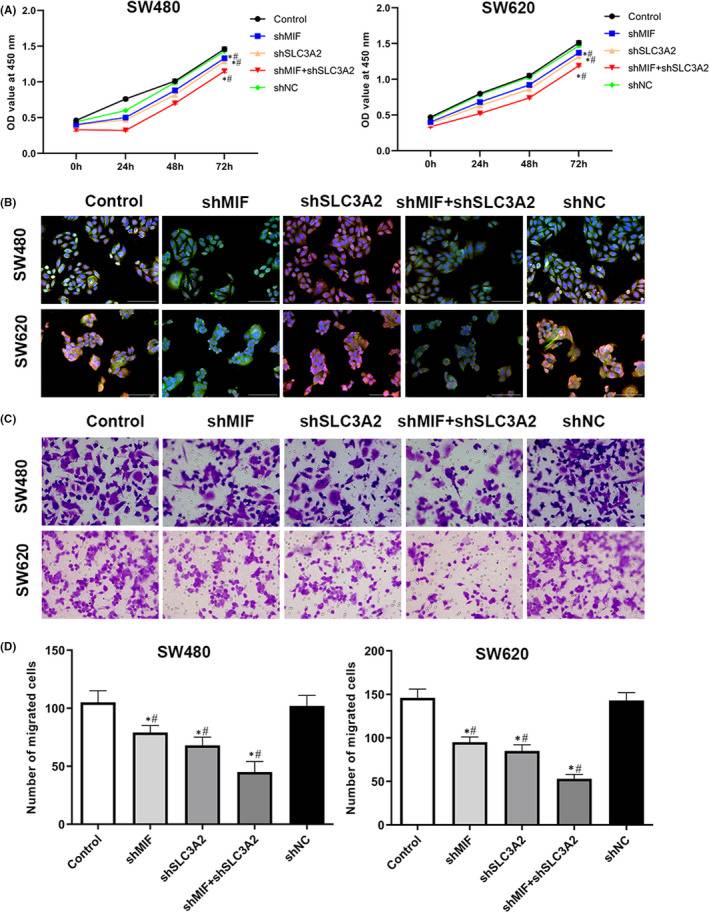 (A)
SW480
OD value at 450 nm
2.0
1.5
1.0
0.5
0.0
0h 24h 48h 72h
*#
*#
*#
Control
shMIF
shSLC3A2
shMIF+shSLC3A2
shNC
SW620
OD value at 450 nm
2.0
1.5
1.0
0.5
0.0
0h 24h 48h 72h
*#
*#
*#
Control
shMIF
shSLC3A2
shMIF+shSLC3A2
shNC
(B)
Control shMIF shSLC3A2 shMIF+shSLC3A2 shNC
SW480
SW620
(C)
Control shMIF shSLC3A2 shMIF+shSLC3A2 shNC
SW480
SW620
(D)
SW480
Number of migrated cells
150
100
50
0
*#
*#
*#
Control
shMIF
shSLC3A2
shMIF+shSLC3A2
shNC
SW620
Number of migrated cells
200
150
100
50
0
*#
*#
*#
Control
shMIF
shSLC3A2
shMIF+shSLC3A2
shNC